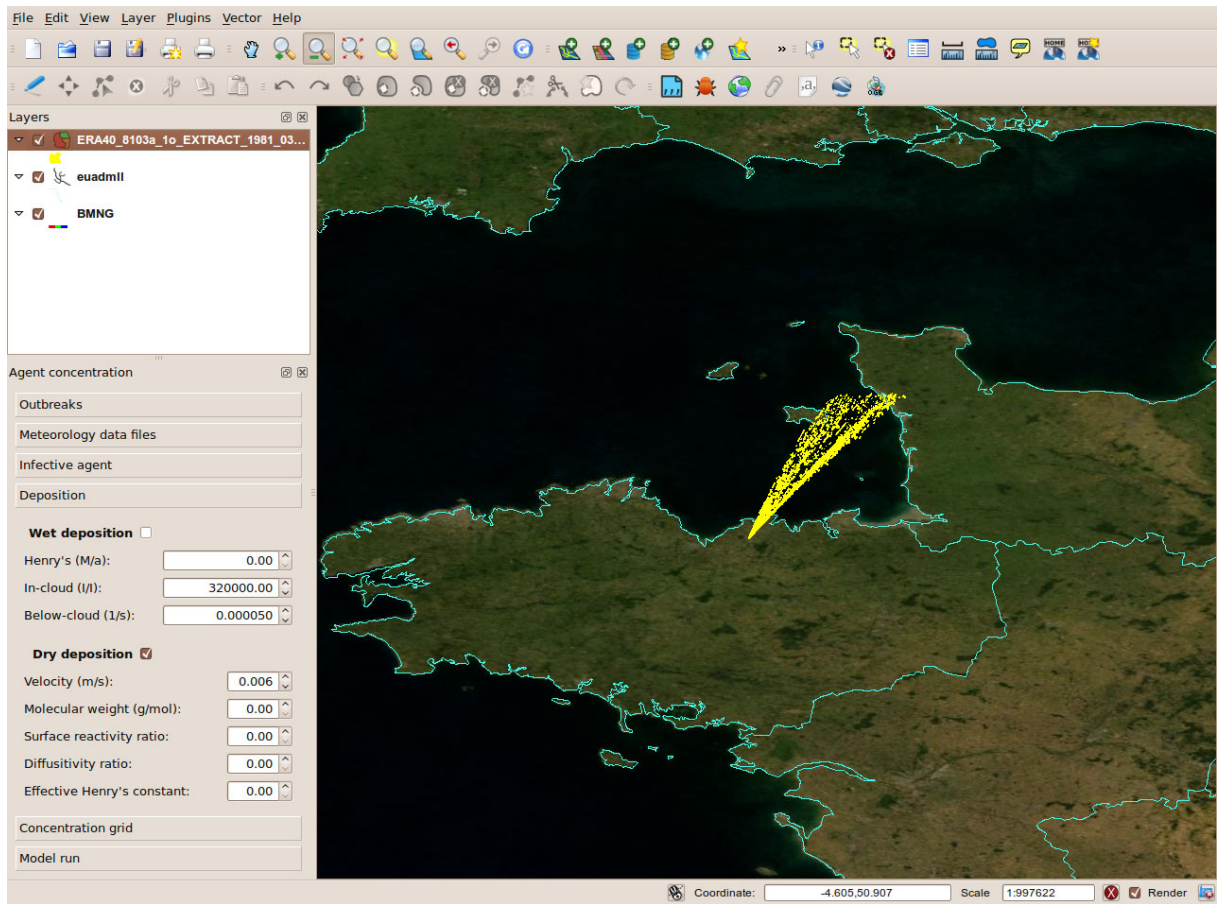 File Edit View Layer Plugins Vector Help
Layers
ERA40_8103a_1o_EXTRACT_1981_03...
euadmll
BMNG
Agent concentration
Outbreaks
Meteorology data files
Infective agent
Deposition
Wet deposition
Henry's (M/a): 0.00
In-cloud (l/l): 320000.00
Below-cloud (1/s): 0.000050
Dry deposition
Velocity (m/s): 0.006
Molecular weight (g/mol): 0.00
Surface reactivity ratio: 0.00
Diffusitivity ratio: 0.00
Effective Henry's constant: 0.00
Concentration grid
Model run
Coordinate: -4.605,50.907 Scale 1:997622 Render